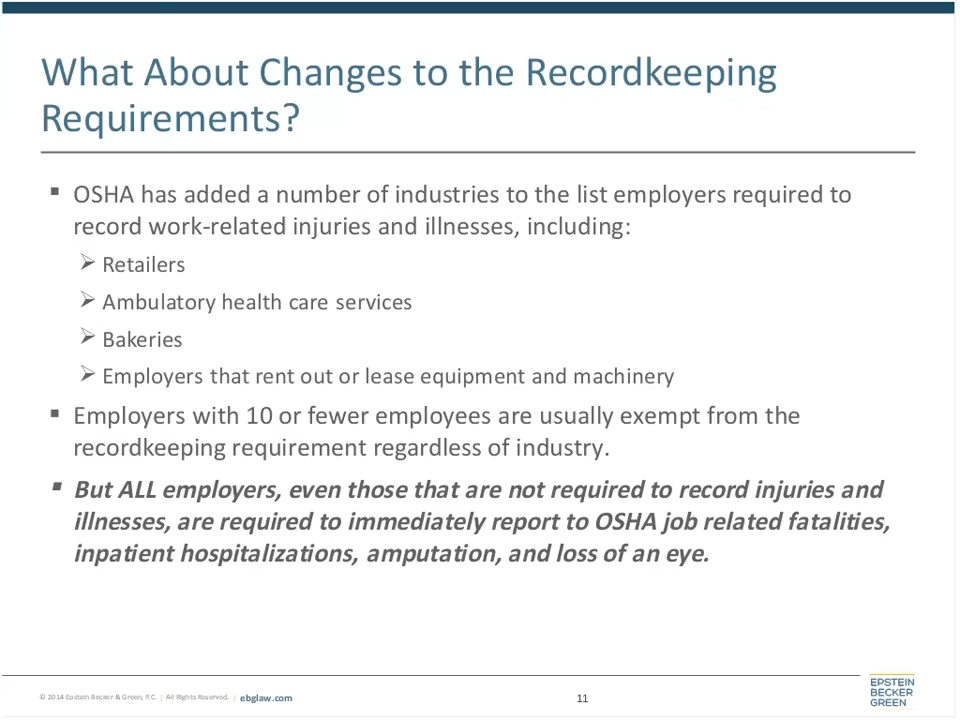 What About Changes to the Recordkeeping
Requirements?
▪ OSHA has added a number of industries to the list employers required to
record work-related injuries and illnesses, including:
➢ Retailers
➢ Ambulatory health care services
➢ Bakeries
➢ Employers that rent out or lease equipment and machinery
▪ Employers with 10 or fewer employees are usually exempt from the
recordkeeping requirement regardless of industry.
▪ But ALL employers, even those that are not required to record injuries and
illnesses, are required to immediately report to OSHA job related fatalities,
inpatient hospitalizations, amputation, and loss of an eye.
© 2014 Epstein Becker & Green, P.C. | All Rights Reserved. | ebglaw.com
11
EPSTEIN
BECKER
GREEN